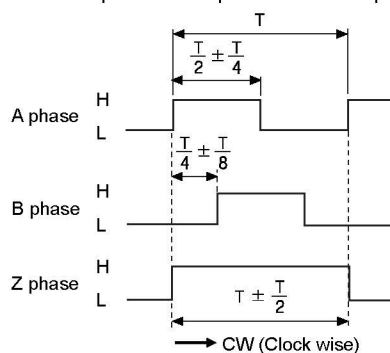 T
T/2 ± T/4
H
A phase
L
T/4 ± T/8
H
B phase
L
H
Z phase
L
T ± T/2
CW (Clock wise)